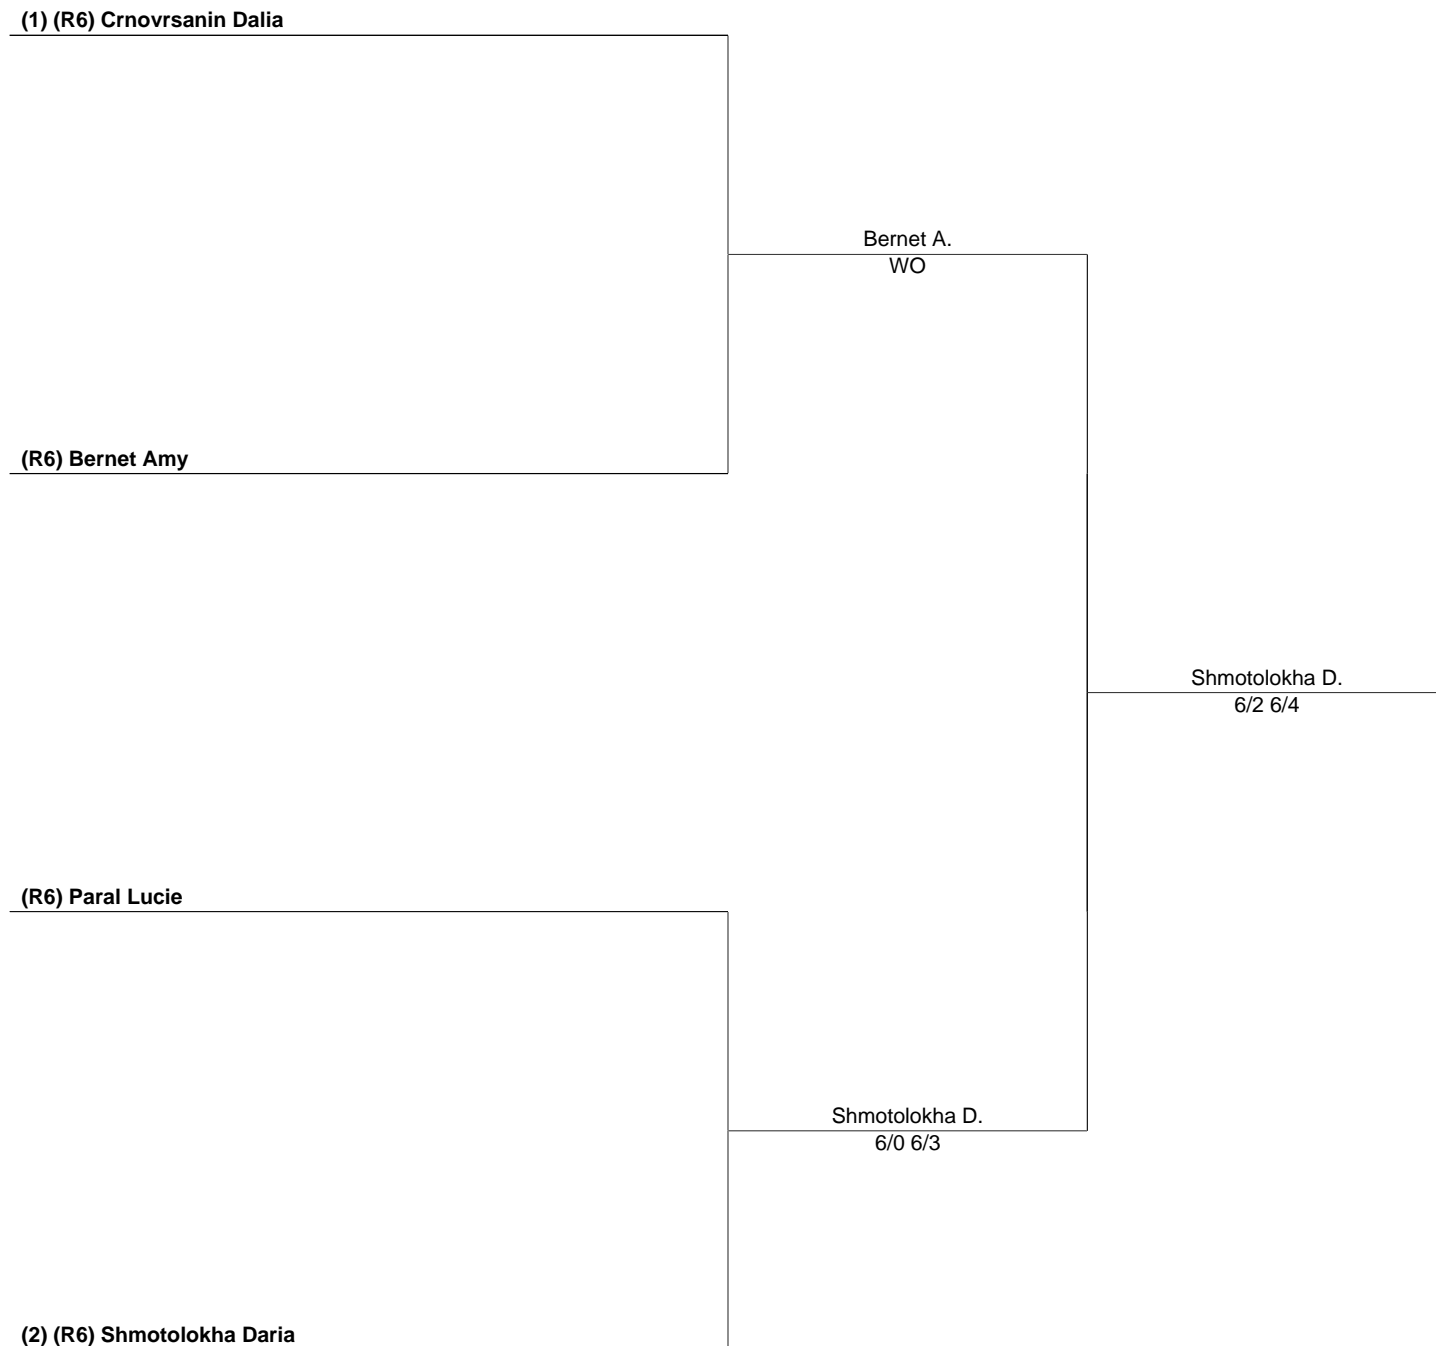 (1) (R6) Crnovrsanin Dalia
Bernet A.
WO
(R6) Bernet Amy
Shmotolokha D.
6/2 6/4
(R6) Paral Lucie
Shmotolokha D.
6/0 6/3
(2) (R6) Shmotolokha Daria